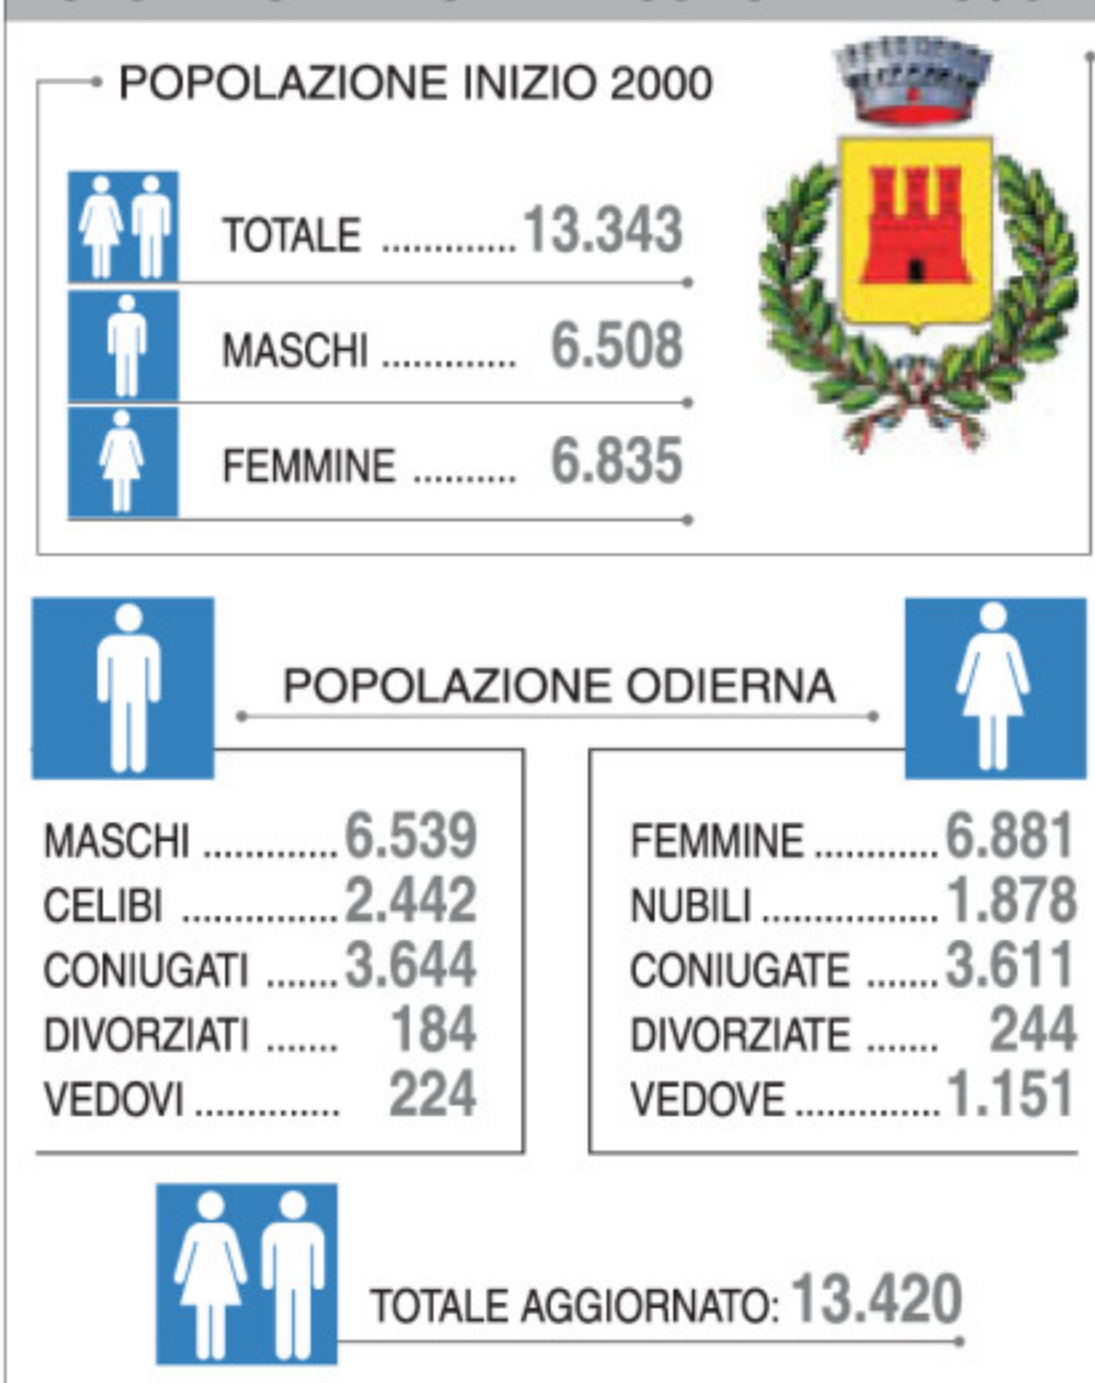 POPOLAZIONE INIZIO 2000
TOTALE ............. 13.343
MASCHI ............. 6.508
FEMMINE .......... 6.835
POPOLAZIONE ODIERNA
MASCHI ............. 6.539
CELIBI ............... 2.442
CONIUGATI ....... 3.644
DIVORZIATI ....... 184
VEDOVI .............. 224
FEMMINE ............ 6.881
NUBILI ................. 1.878
CONIUGATE ....... 3.611
DIVORZIATE ....... 244
VEDOVE .............. 1.151
TOTALE AGGIORNATO: 13.420